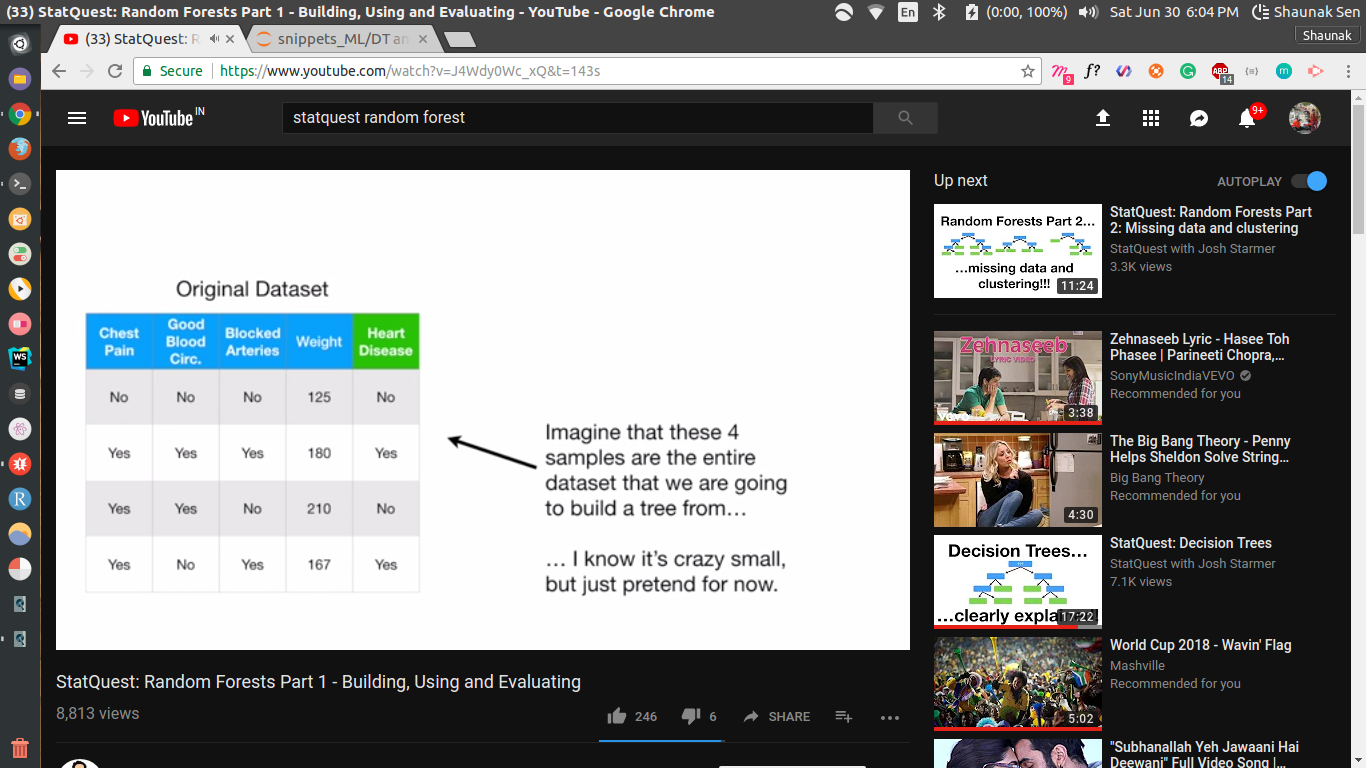 (33) StatQuest: Random Forests Part 1 - Building, Using and Evaluating - YouTube - Google Chrome
En
(0:00, 100%)
Sat Jun 30 6:04 PM
Shaunak Sen
Shaunak
(33) StatQuest: R
snippets_ML/DT an
Secure
https://www.youtube.com/watch?v=J4Wdy0Wc_xQ&t=143s
9
f?
ABP
14
m
YouTube IN
statquest random forest
9+
Original Dataset
Chest Pain
Good Blood Circ.
Blocked Arteries
Weight
Heart Disease
No No No 125 No
Yes Yes Yes 180 Yes
Yes Yes No 210 No
Yes No Yes 167 Yes
Imagine that these 4
samples are the entire
dataset that we are going
to build a tree from...
... I know it's crazy small,
but just pretend for now.
StatQuest: Random Forests Part 1 - Building, Using and Evaluating
8,813 views
246
6
SHARE
Up next
AUTOPLAY
Random Forests Part 2...
...missing data and
clustering!!!
11:24
StatQuest: Random Forests Part
2: Missing data and clustering
StatQuest with Josh Starmer
3.3K views
Zehnaseeb
LYRIC VIDEO
3:38
Zehnaseeb Lyric - Hasee Toh
Phasee | Parineeti Chopra,...
SonyMusicIndiaVEVO
Recommended for you
4:30
The Big Bang Theory - Penny
Helps Sheldon Solve String...
Big Bang Theory
Recommended for you
Decision Trees...
...clearly expla
17:22
StatQuest: Decision Trees
StatQuest with Josh Starmer
7.1K views
5:02
World Cup 2018 - Wavin' Flag
Mashville
Recommended for you
"Subhanallah Yeh Jawaani Hai
Deewani" Full Video Song |...
WS
R